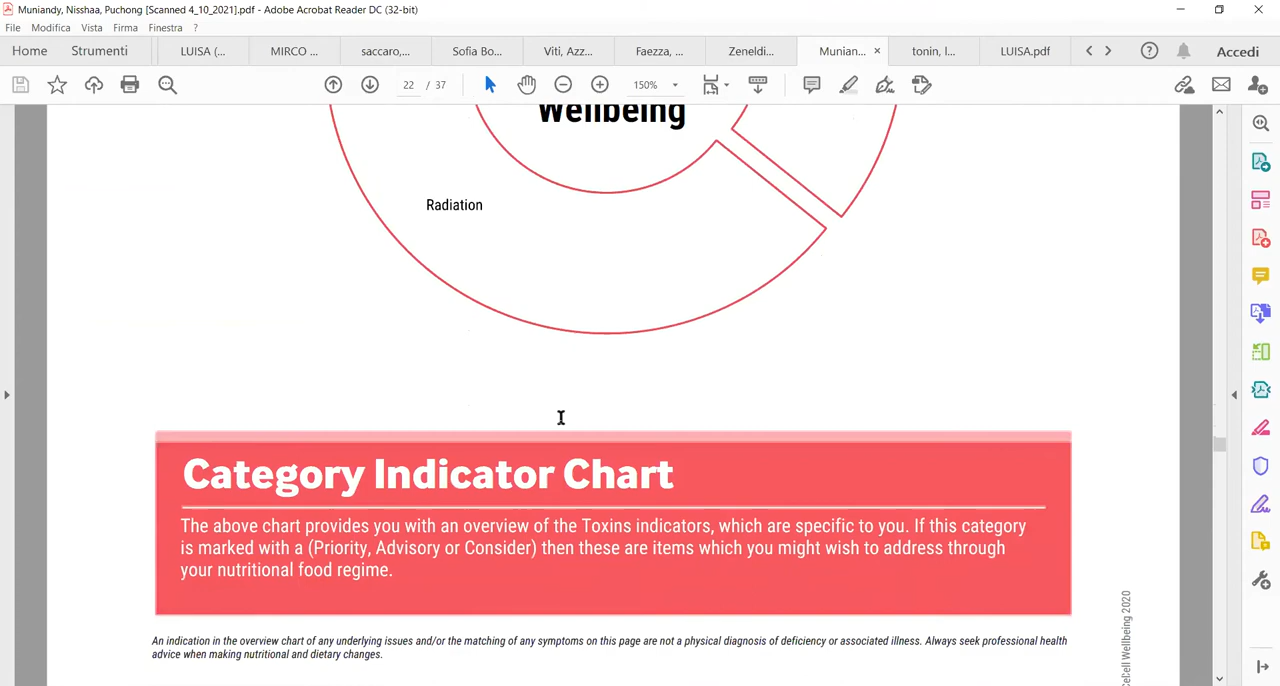 Muniandy, Nisshaa, Puchong [Scanned 4_10_2021].pdf - Adobe Acrobat Reader DC (32-bit)
File Modifica Vista Firma Finestra ?
Home Strumenti LUISA (... MIRCO ... saccaro,... Sofia Bo... Viti, Azz... Faezza, ... Zeneldi... Munian... × tonin, l... LUISA.pdf Accedi
22 / 37 150%
Wellbeing
Radiation
Category Indicator Chart
The above chart provides you with an overview of the Toxins indicators, which are specific to you. If this category
is marked with a (Priority, Advisory or Consider) then these are items which you might wish to address through
your nutritional food regime.
An indication in the overview chart of any underlying issues and/or the matching of any symptoms on this page are not a physical diagnosis of deficiency or associated illness. Always seek professional health
advice when making nutritional and dietary changes.
Cell Wellbeing 2020